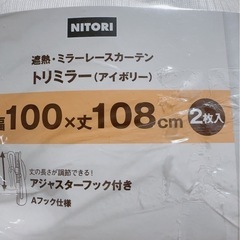 NITORI
遮熱・ミラーレースカーテン
トリミラー(アイボリー)
幅100×丈108cm 2枚入
丈の長さが調節できる!
アジャスターフック付き
Aフック仕様